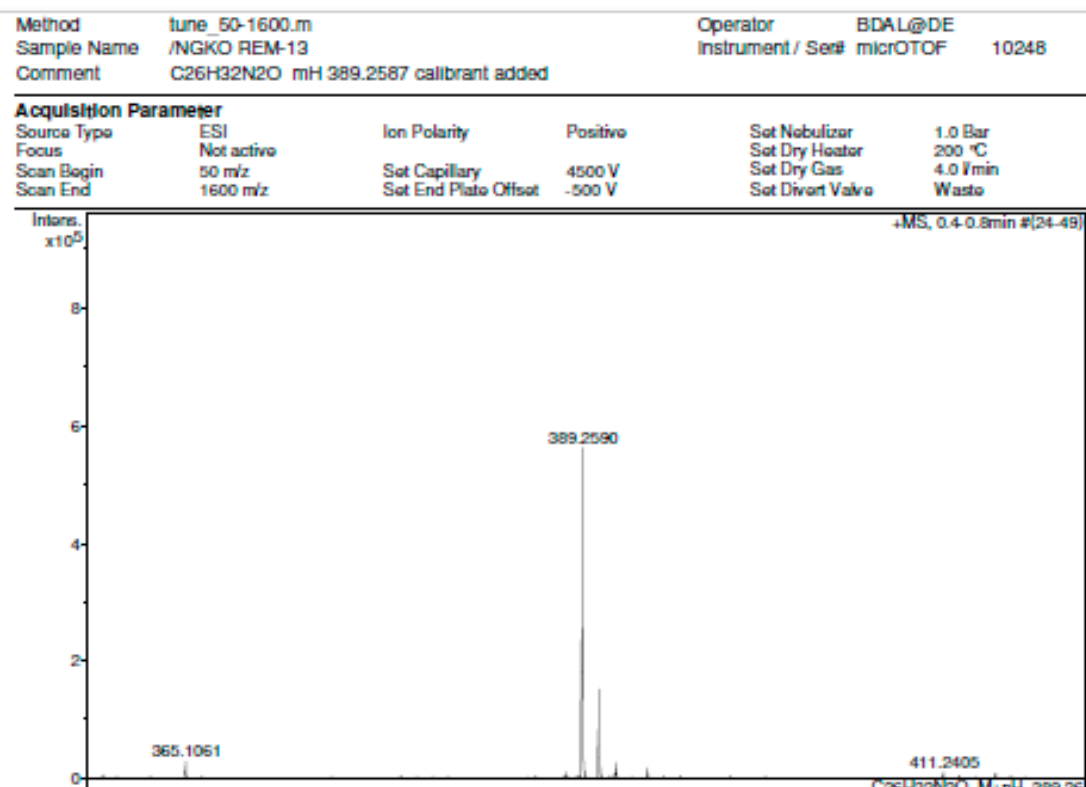 Method tune_50-1600.m Operator BDAL@DE
Sample Name /NGKO REM-13 Instrument / Ser# micrOTOF 10248
Comment C26H32N2O mH 389.2587 calibrant added
Acquisition Parameter
Source Type ESI Ion Polarity Positive Set Nebulizer 1.0 Bar
Focus Not active Set Dry Heater 200 °C
Scan Begin 50 m/z Set Capillary 4500 V Set Dry Gas 4.0 l/min
Scan End 1600 m/z Set End Plate Offset -500 V Set Divert Valve Waste
Intens.
x10⁵
+MS, 0.4-0.8min #(24-49)
8
6
389.2590
4
2
365.1061
411.2405
0